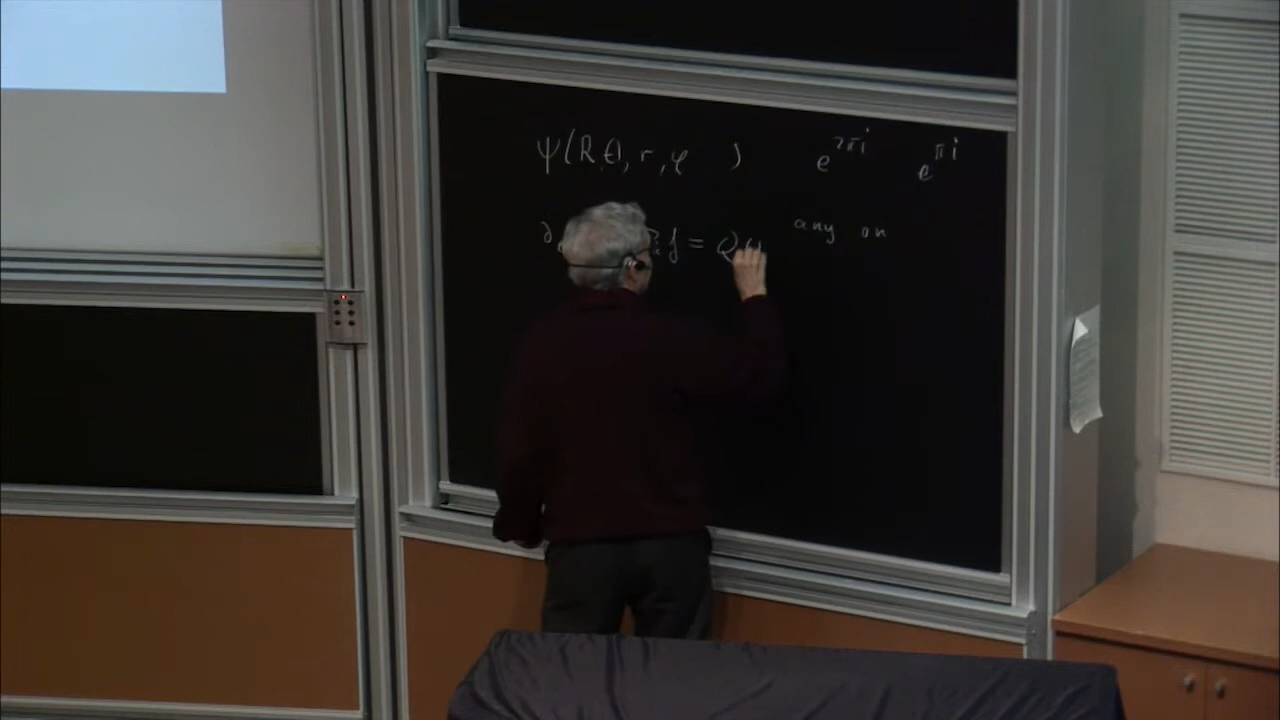 ψ(R,θ,r,φ ) e^{2πi} e^{πi}
any on
∂ f = Q